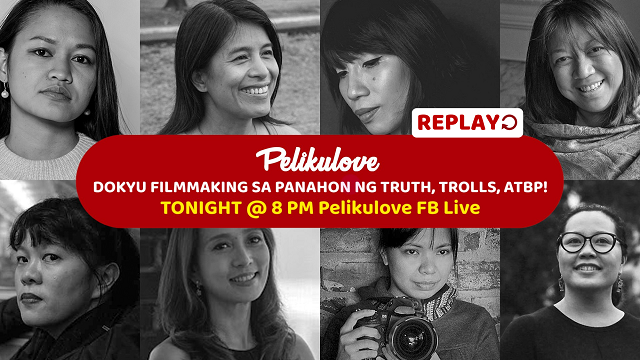 REPLAY
Pelikulove
DOKYU FILMMAKING SA PANAHON NG TRUTH, TROLLS, ATBP!
TONIGHT @ 8 PM Pelikulove FB Live